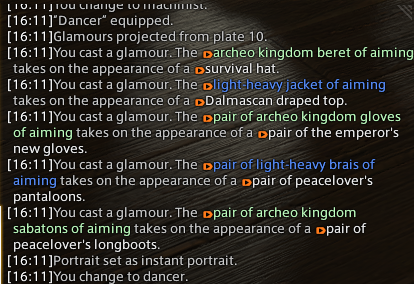 [16:11]You change to machinist.
[16:11]"Dancer" equipped.
[16:11]Glamours projected from plate 10.
[16:11]You cast a glamour. The archeo kingdom beret of aiming
takes on the appearance of a survival hat.
[16:11]You cast a glamour. The light-heavy jacket of aiming
takes on the appearance of a Dalmascan draped top.
[16:11]You cast a glamour. The pair of archeo kingdom gloves
of aiming takes on the appearance of a pair of the emperor's
new gloves.
[16:11]You cast a glamour. The pair of light-heavy brais of
aiming takes on the appearance of a pair of peacelover's
pantaloons.
[16:11]You cast a glamour. The pair of archeo kingdom
sabatons of aiming takes on the appearance of a pair of
peacelover's longboots.
[16:11]Portrait set as instant portrait.
[16:11]You change to dancer.